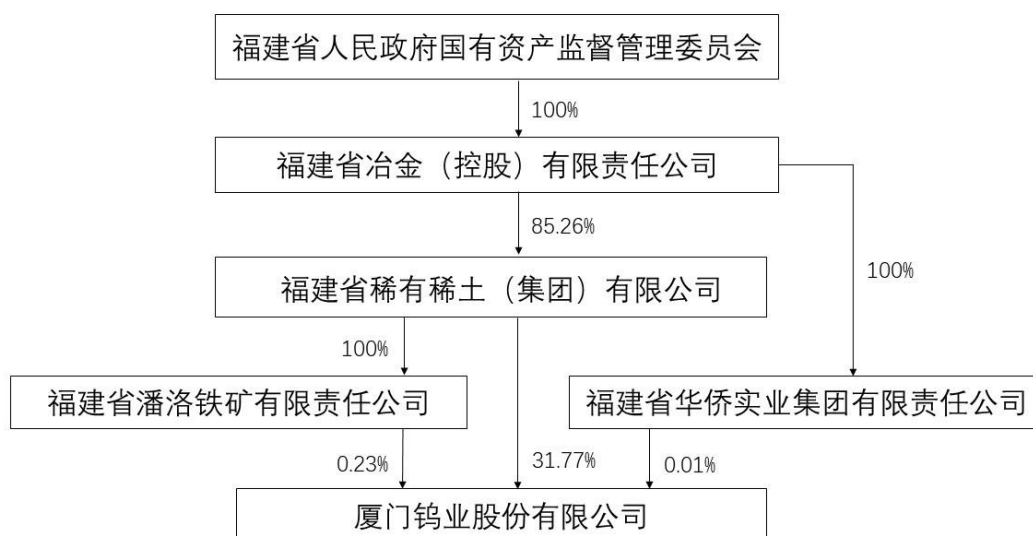 福建省人民政府国有资产监督管理委员会
100%
福建省冶金（控股）有限责任公司
85.26%
100%
福建省稀有稀土（集团）有限公司
100%
福建省潘洛铁矿有限责任公司
福建省华侨实业集团有限责任公司
0.23%
31.77%
0.01%
厦门钨业股份有限公司